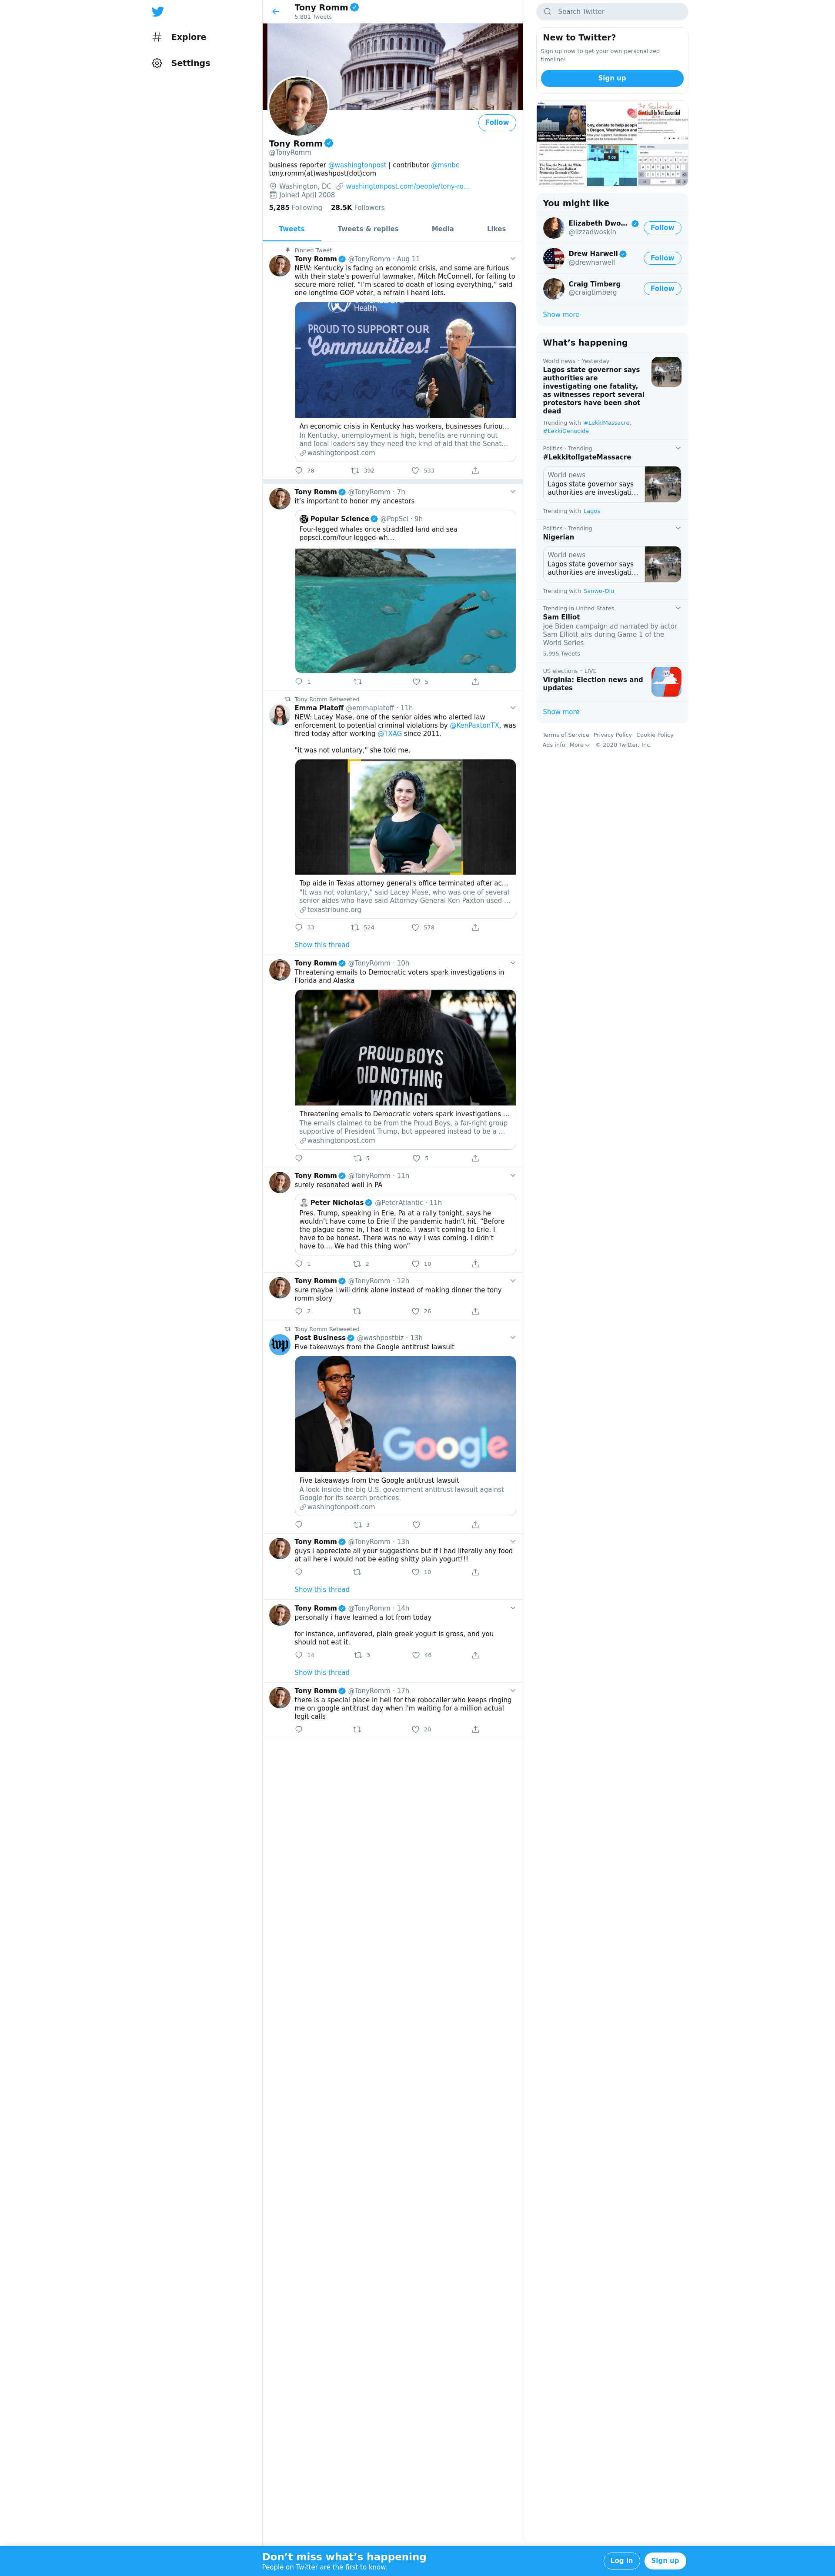 Explore
Settings
Tony Romm
5,801 Tweets
Follow
Tony Romm
@TonyRomm
business reporter @washingtonpost | contributor @msnbc
tony.romm(at)washpost(dot)com
Washington, DC washingtonpost.com/people/tony-ro…
Joined April 2008
5,285 Following 28.5K Followers
Tweets Tweets & replies Media Likes
Pinned Tweet
Tony Romm @TonyRomm · Aug 11
NEW: Kentucky is facing an economic crisis, and some are furious
with their state's powerful lawmaker, Mitch McConnell, for failing to
secure more relief. "I'm scared to death of losing everything," said
one longtime GOP voter, a refrain I heard lots.
Health
PROUD TO SUPPORT OUR
Communities!
An economic crisis in Kentucky has workers, businesses furiou…
In Kentucky, unemployment is high, benefits are running out
and local leaders say they need the kind of aid that the Senat…
washingtonpost.com
78 392 533
Tony Romm @TonyRomm · 7h
it's important to honor my ancestors
Popular Science @PopSci · 9h
Four-legged whales once straddled land and sea
popsci.com/four-legged-wh…
1 5
Tony Romm Retweeted
Emma Platoff @emmaplatoff · 11h
NEW: Lacey Mase, one of the senior aides who alerted law
enforcement to potential criminal violations by @KenPaxtonTX, was
fired today after working @TXAG since 2011.
"it was not voluntary," she told me.
Top aide in Texas attorney general's office terminated after ac…
"It was not voluntary," said Lacey Mase, who was one of several
senior aides who have said Attorney General Ken Paxton used …
texastribune.org
33 524 578
Show this thread
Tony Romm @TonyRomm · 10h
Threatening emails to Democratic voters spark investigations in
Florida and Alaska
PROUD BOYS
DID NOTHING
WRONG!
Threatening emails to Democratic voters spark investigations …
The emails claimed to be from the Proud Boys, a far-right group
supportive of President Trump, but appeared instead to be a …
washingtonpost.com
5 5
Tony Romm @TonyRomm · 11h
surely resonated well in PA
Peter Nicholas @PeterAtlantic · 11h
Pres. Trump, speaking in Erie, Pa at a rally tonight, says he
wouldn't have come to Erie if the pandemic hadn't hit. "Before
the plague came in, I had it made. I wasn't coming to Erie. I
have to be honest. There was no way I was coming. I didn't
have to.... We had this thing won"
1 2 10
Tony Romm @TonyRomm · 12h
sure maybe i will drink alone instead of making dinner the tony
romm story
2 26
Tony Romm Retweeted
wp
Post Business @washpostbiz · 13h
Five takeaways from the Google antitrust lawsuit
Google
Five takeaways from the Google antitrust lawsuit
A look inside the big U.S. government antitrust lawsuit against
Google for its search practices.
washingtonpost.com
3
Tony Romm @TonyRomm · 13h
guys i appreciate all your suggestions but if i had literally any food
at all here i would not be eating shitty plain yogurt!!!
10
Show this thread
Tony Romm @TonyRomm · 14h
personally i have learned a lot from today
for instance, unflavored, plain greek yogurt is gross, and you
should not eat it.
14 3 46
Show this thread
Tony Romm @TonyRomm · 17h
there is a special place in hell for the robocaller who keeps ringing
me on google antitrust day when i'm waiting for a million actual
legit calls
20
Search Twitter
New to Twitter?
Sign up now to get your own personalized
timeline!
Sign up
You might like
Elizabeth Dwo…
@lizzadwoskin
Follow
Drew Harwell
@drewharwell
Follow
Craig Timberg
@craigtimberg
Follow
Show more
What's happening
World news · Yesterday
Lagos state governor says
authorities are
investigating one fatality,
as witnesses report several
protestors have been shot
dead
Trending with #LekkiMassacre,
#LekkiGenocide
Politics · Trending
#LekkitollgateMassacre
World news
Lagos state governor says
authorities are investigati…
Trending with Lagos
Politics · Trending
Nigerian
World news
Lagos state governor says
authorities are investigati…
Trending with Sanwo-Olu
Trending in United States
Sam Elliot
Joe Biden campaign ad narrated by actor
Sam Elliott airs during Game 1 of the
World Series
5,995 Tweets
US elections · LIVE
Virginia: Election news and
updates
Show more
Terms of Service Privacy Policy Cookie Policy
Ads info More © 2020 Twitter, Inc.
Don't miss what's happening
People on Twitter are the first to know.
Log in Sign up